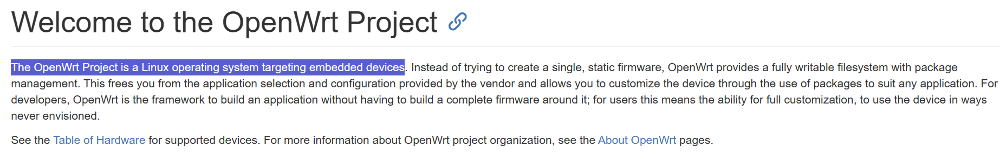 Welcome to the OpenWrt Project
The OpenWrt Project is a Linux operating system targeting embedded devices. Instead of trying to create a single, static firmware, OpenWrt provides a fully writable filesystem with package
management. This frees you from the application selection and configuration provided by the vendor and allows you to customize the device through the use of packages to suit any application. For
developers, OpenWrt is the framework to build an application without having to build a complete firmware around it; for users this means the ability for full customization, to use the device in ways
never envisioned.
See the Table of Hardware for supported devices. For more information about OpenWrt project organization, see the About OpenWrt pages.